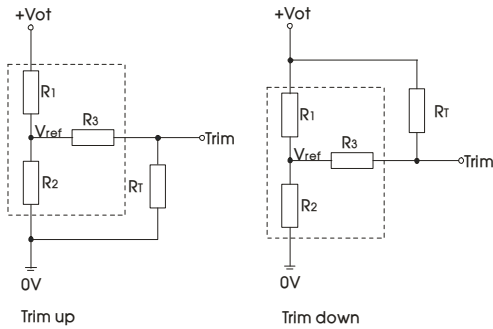 +Vot
R1
Vref
R3
Trim
R2
RT
0V
Trim up
+Vot
R1
RT
Vref
R3
Trim
R2
0V
Trim down